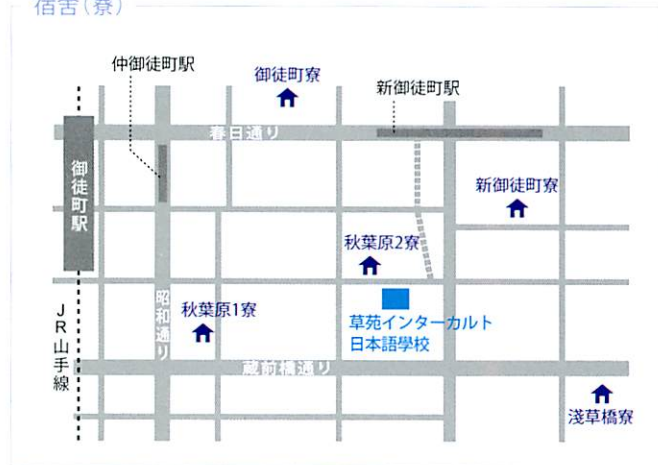 宿舎(寮)
仲御徒町駅
御徒町寮
新御徒町駅
春日通り
御徒町駅
新御徒町寮
秋葉原2寮
昭和通り
秋葉原1寮
草苑インターカルト
日本語學校
JR山手線
蔵前橋通り
淺草橋寮